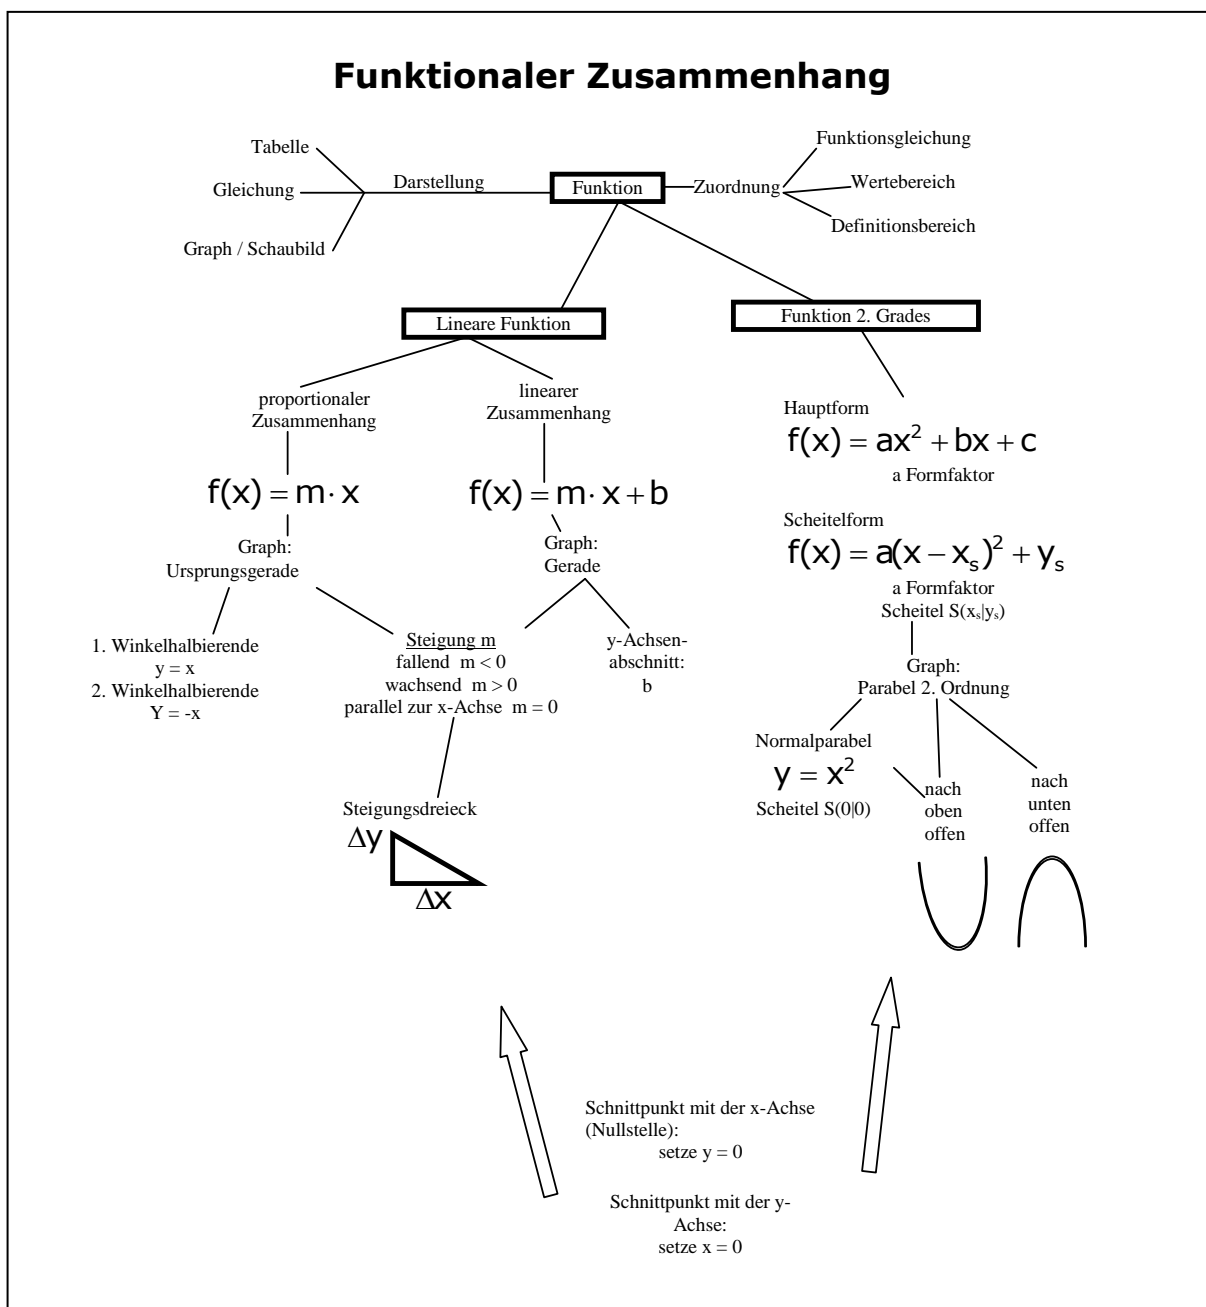 Funktionaler Zusammenhang
Tabelle
Gleichung
Graph / Schaubild
Darstellung
Funktion
Zuordnung
Funktionsgleichung
Wertebereich
Definitionsbereich
Lineare Funktion
Funktion 2. Grades
proportionaler
Zusammenhang
f(x) = m · x
Graph:
Ursprungsgerade
1. Winkelhalbierende
y = x
2. Winkelhalbierende
Y = -x
linearer
Zusammenhang
f(x) = m · x + b
Graph:
Gerade
Steigung m
fallend m < 0
wachsend m > 0
parallel zur x-Achse m = 0
y-Achsen-
abschnitt:
b
Steigungsdreieck
Δy
Δx
Hauptform
f(x) = ax² + bx + c
a Formfaktor
Scheitelform
f(x) = a(x − xₛ)² + yₛ
a Formfaktor
Scheitel S(xₛ|yₛ)
Graph:
Parabel 2. Ordnung
Normalparabel
y = x²
Scheitel S(0|0)
nach
oben
offen
nach
unten
offen
Schnittpunkt mit der x-Achse
(Nullstelle):
setze y = 0
Schnittpunkt mit der y-
Achse:
setze x = 0